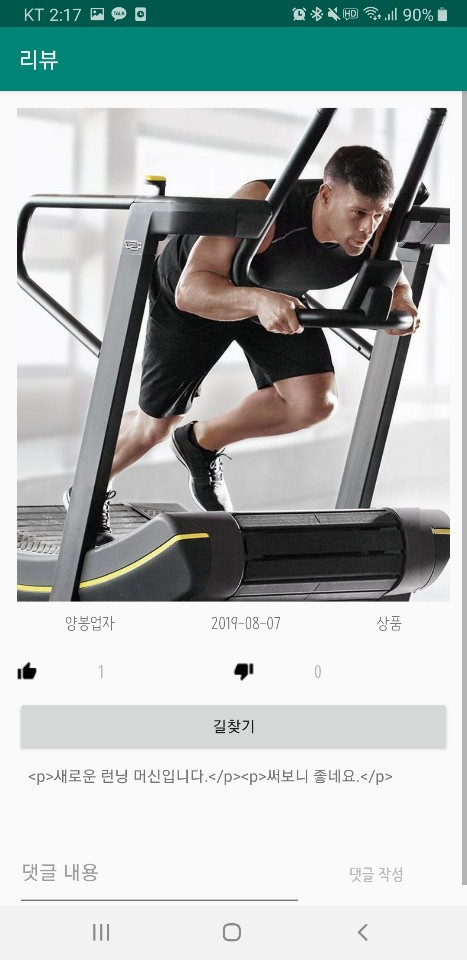 KT 2:17 HD 90%
리뷰
양봉업자 2019-08-07 상품
1 0
길찾기
<p>새로운 런닝 머신입니다.</p><p>써보니 좋네요.</p>
댓글 내용 댓글 작성